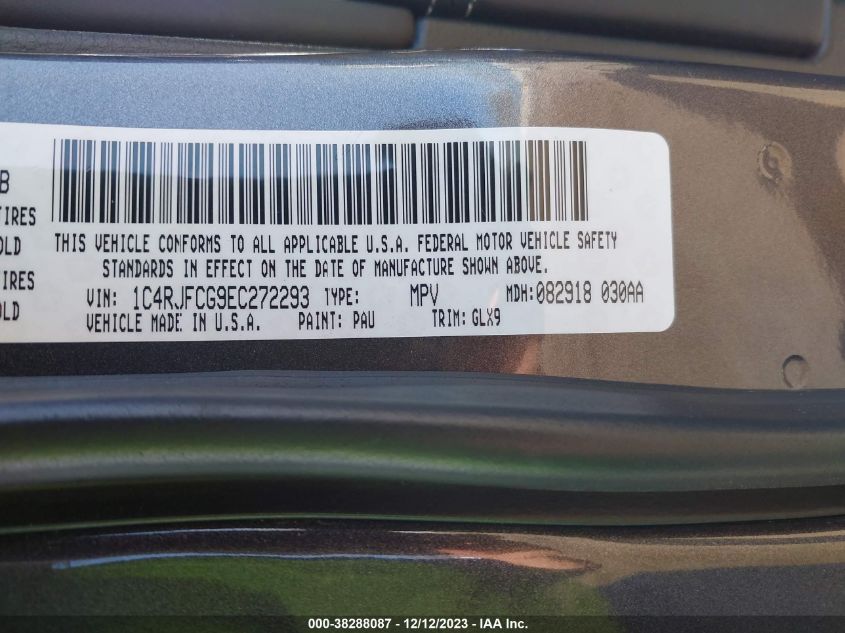 B
TIRES
OLD
TIRES
OLD
THIS VEHICLE CONFORMS TO ALL APPLICABLE U.S.A. FEDERAL MOTOR VEHICLE SAFETY
STANDARDS IN EFFECT ON THE DATE OF MANUFACTURE SHOWN ABOVE.
VIN: 1C4RJFCG9EC272293 TYPE: MPV MDH:082918 030AA
VEHICLE MADE IN U.S.A. PAINT: PAU TRIM: GLX9
000-38288087 - 12/12/2023 - IAA Inc.